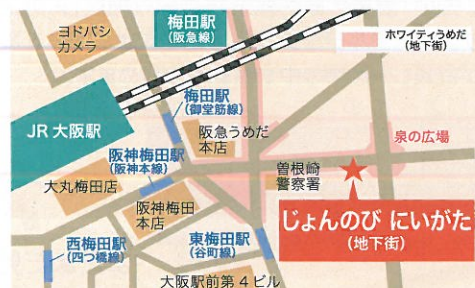 ヨドバシ
カメラ
梅田駅
(阪急線)
ホワイティうめだ
(地下街)
梅田駅
(御堂筋線)
JR 大阪駅
阪急うめだ
本店
泉の広場
阪神梅田駅
(阪神本線)
曽根崎
警察署
大丸梅田店
阪神梅田
本店
じょんのび にいがた
(地下街)
西梅田駅
(四つ橋線)
東梅田駅
(谷町線)
大阪駅前第4ビル